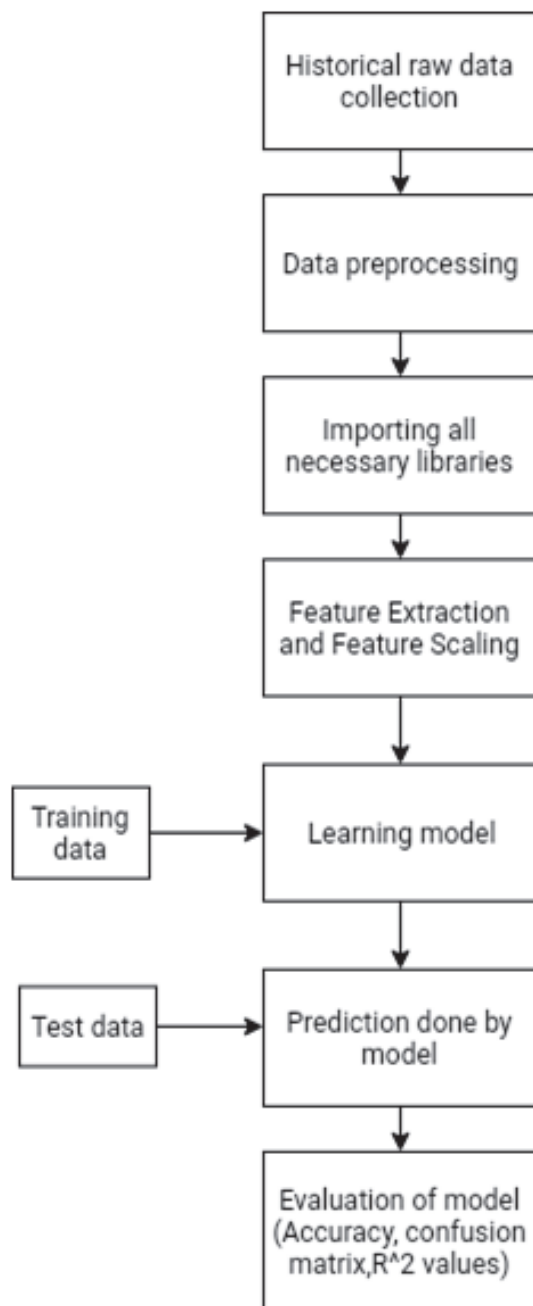 Historical raw data
collection
Data preprocessing
Importing all
necessary libraries
Feature Extraction
and Feature Scaling
Training
data
Learning model
Test data
Prediction done by
model
Evaluation of model
(Accuracy, confusion
matrix,R^2 values)